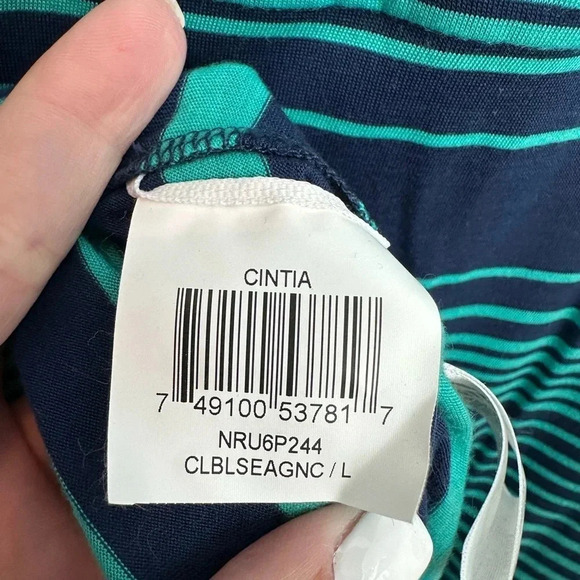 CINTIA
7 49100 53781 7
NRU6P244
CLBLSEAGNC / L